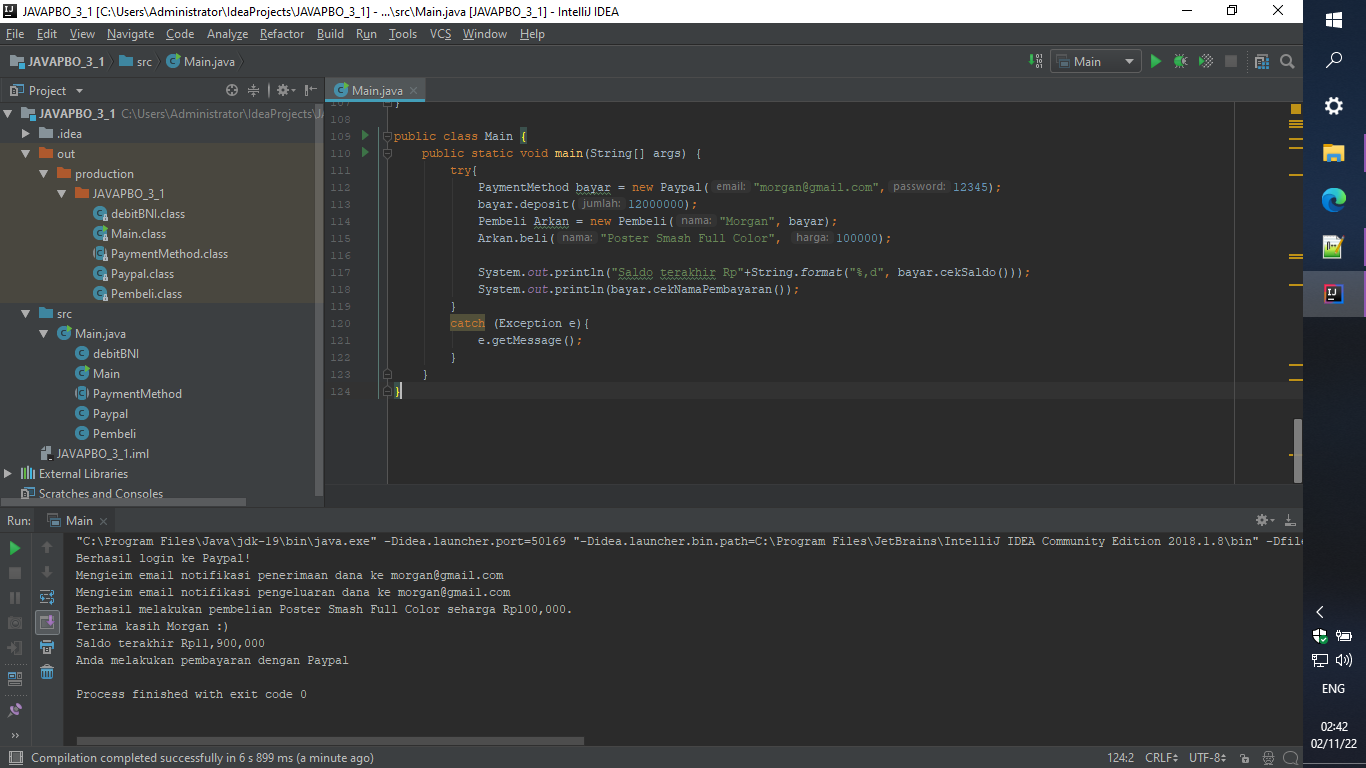 JAVAPBO_3_1 [C:\Users\Administrator\IdeaProjects\JAVAPBO_3_1] - ...\src\Main.java [JAVAPBO_3_1] - IntelliJ IDEA
File Edit View Navigate Code Analyze Refactor Build Run Tools VCS Window Help
JAVAPBO_3_1 src Main.java Main
Project Main.java
JAVAPBO_3_1 C:\Users\Administrator\IdeaProjects\J
.idea
out
production
JAVAPBO_3_1
debitBNI.class
Main.class
PaymentMethod.class
Paypal.class
Pembeli.class
src
Main.java
debitBNI
Main
PaymentMethod
Paypal
Pembeli
JAVAPBO_3_1.iml
External Libraries
Scratches and Consoles
107 }
108
109 public class Main {
110 public static void main(String[] args) {
111 try{
112 PaymentMethod bayar = new Paypal( email: "morgan@gmail.com", password: 12345);
113 bayar.deposit( jumlah: 12000000);
114 Pembeli Arkan = new Pembeli( nama: "Morgan", bayar);
115 Arkan.beli( nama: "Poster Smash Full Color", harga: 100000);
116
117 System.out.println("Saldo terakhir Rp"+String.format("%,d", bayar.cekSaldo()));
118 System.out.println(bayar.cekNamaPembayaran());
119 }
120 catch (Exception e){
121 e.getMessage();
122 }
123 }
124 }
Run: Main
"C:\Program Files\Java\jdk-19\bin\java.exe" -Didea.launcher.port=50169 "-Didea.launcher.bin.path=C:\Program Files\JetBrains\IntelliJ IDEA Community Edition 2018.1.8\bin" -Dfile
Berhasil login ke Paypal!
Mengieim email notifikasi penerimaan dana ke morgan@gmail.com
Mengieim email notifikasi pengeluaran dana ke morgan@gmail.com
Berhasil melakukan pembelian Poster Smash Full Color seharga Rp100,000.
Terima kasih Morgan :)
Saldo terakhir Rp11,900,000
Anda melakukan pembayaran dengan Paypal
Process finished with exit code 0
Compilation completed successfully in 6 s 899 ms (a minute ago) 124:2 CRLF UTF-8
ENG
02:42
02/11/22